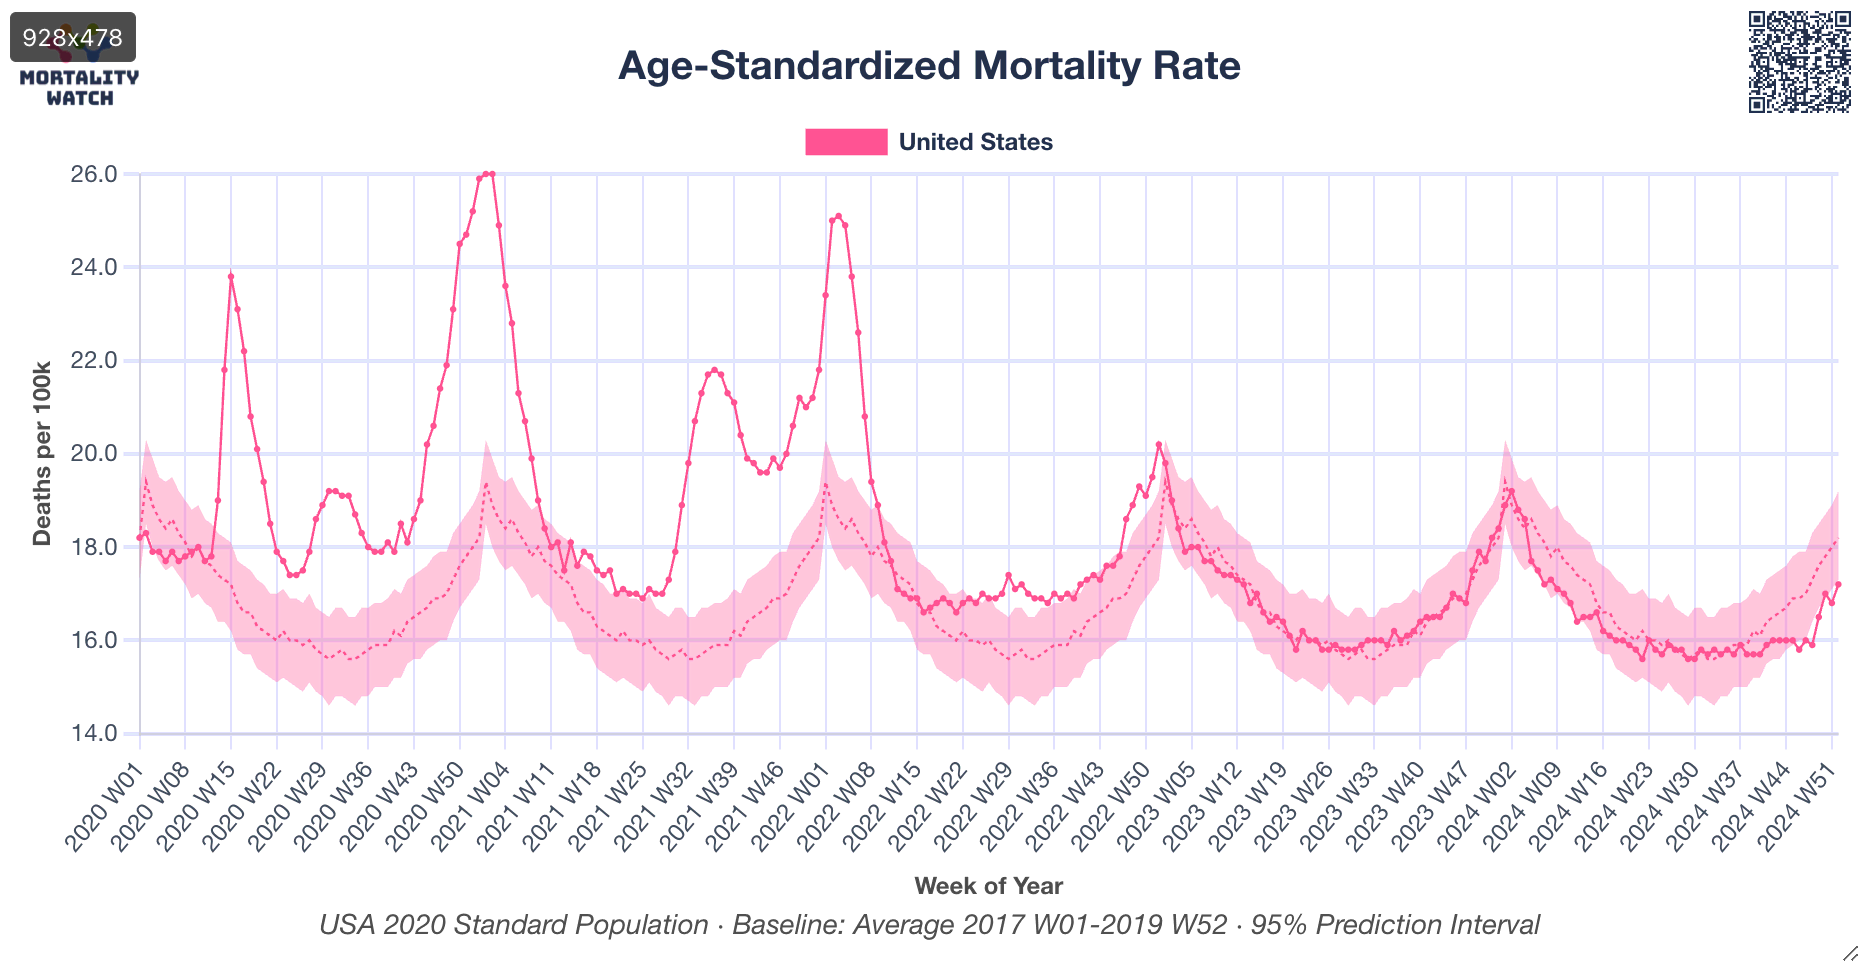 928x478
MORTALITY
WATCH
Age-Standardized Mortality Rate
United States
26.0
24.0
22.0
20.0
18.0
16.0
14.0
Deaths per 100k
2020 W01
2020 W08
2020 W15
2020 W22
2020 W29
2020 W36
2020 W43
2020 W50
2021 W04
2021 W11
2021 W18
2021 W25
2021 W32
2021 W39
2021 W46
2022 W01
2022 W08
2022 W15
2022 W22
2022 W29
2022 W36
2022 W43
2022 W50
2023 W05
2023 W12
2023 W19
2023 W26
2023 W33
2023 W40
2023 W47
2024 W02
2024 W09
2024 W16
2024 W23
2024 W30
2024 W37
2024 W44
2024 W51
Week of Year
USA 2020 Standard Population · Baseline: Average 2017 W01-2019 W52 · 95% Prediction Interval